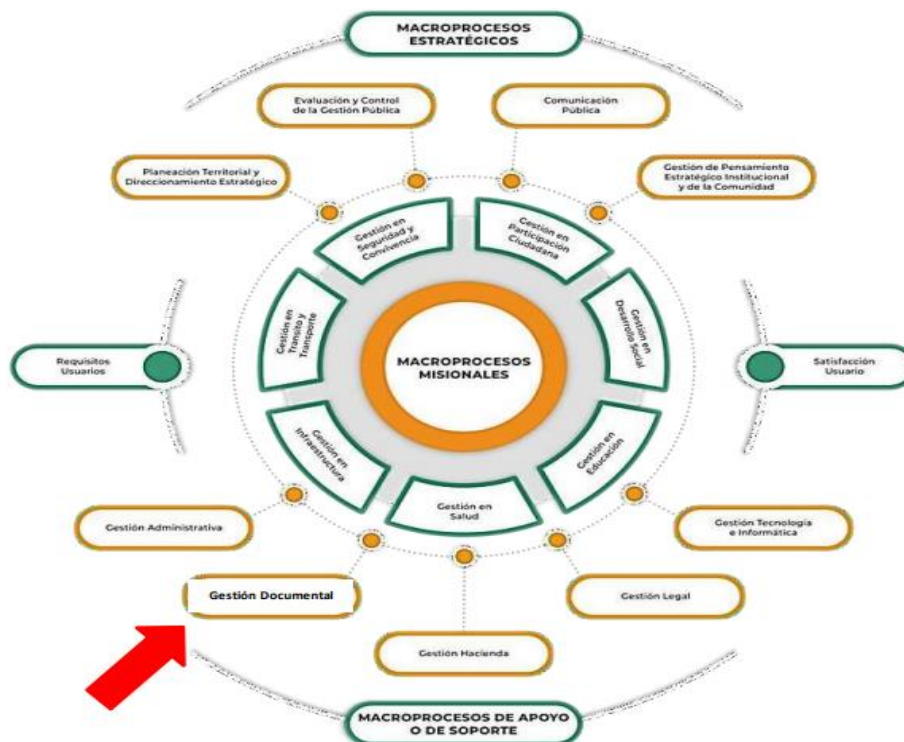 MACROPROCESOS
ESTRATÉGICOS
Evaluación y Control
de la Gestión Pública
Comunicación
Pública
Planeación Territorial y
Direccionamiento Estratégico
Gestión de Pensamiento
Estratégico Institucional
y de la Comunidad
Gestión en
Seguridad y
Convivencia
Gestión en
Participación
Ciudadana
Gestión en
Transito y
Transporte
Gestión en
Desarrollo Social
Requisitos
Usuarios
MACROPROCESOS
MISIONALES
Satisfacción
Usuario
Gestión en
Infraestructura
Gestión en
Educación
Gestión en
Salud
Gestión Administrativa
Gestión Tecnología
e Informática
Gestión Documental
Gestión Legal
Gestión Hacienda
MACROPROCESOS DE APOYO
O DE SOPORTE